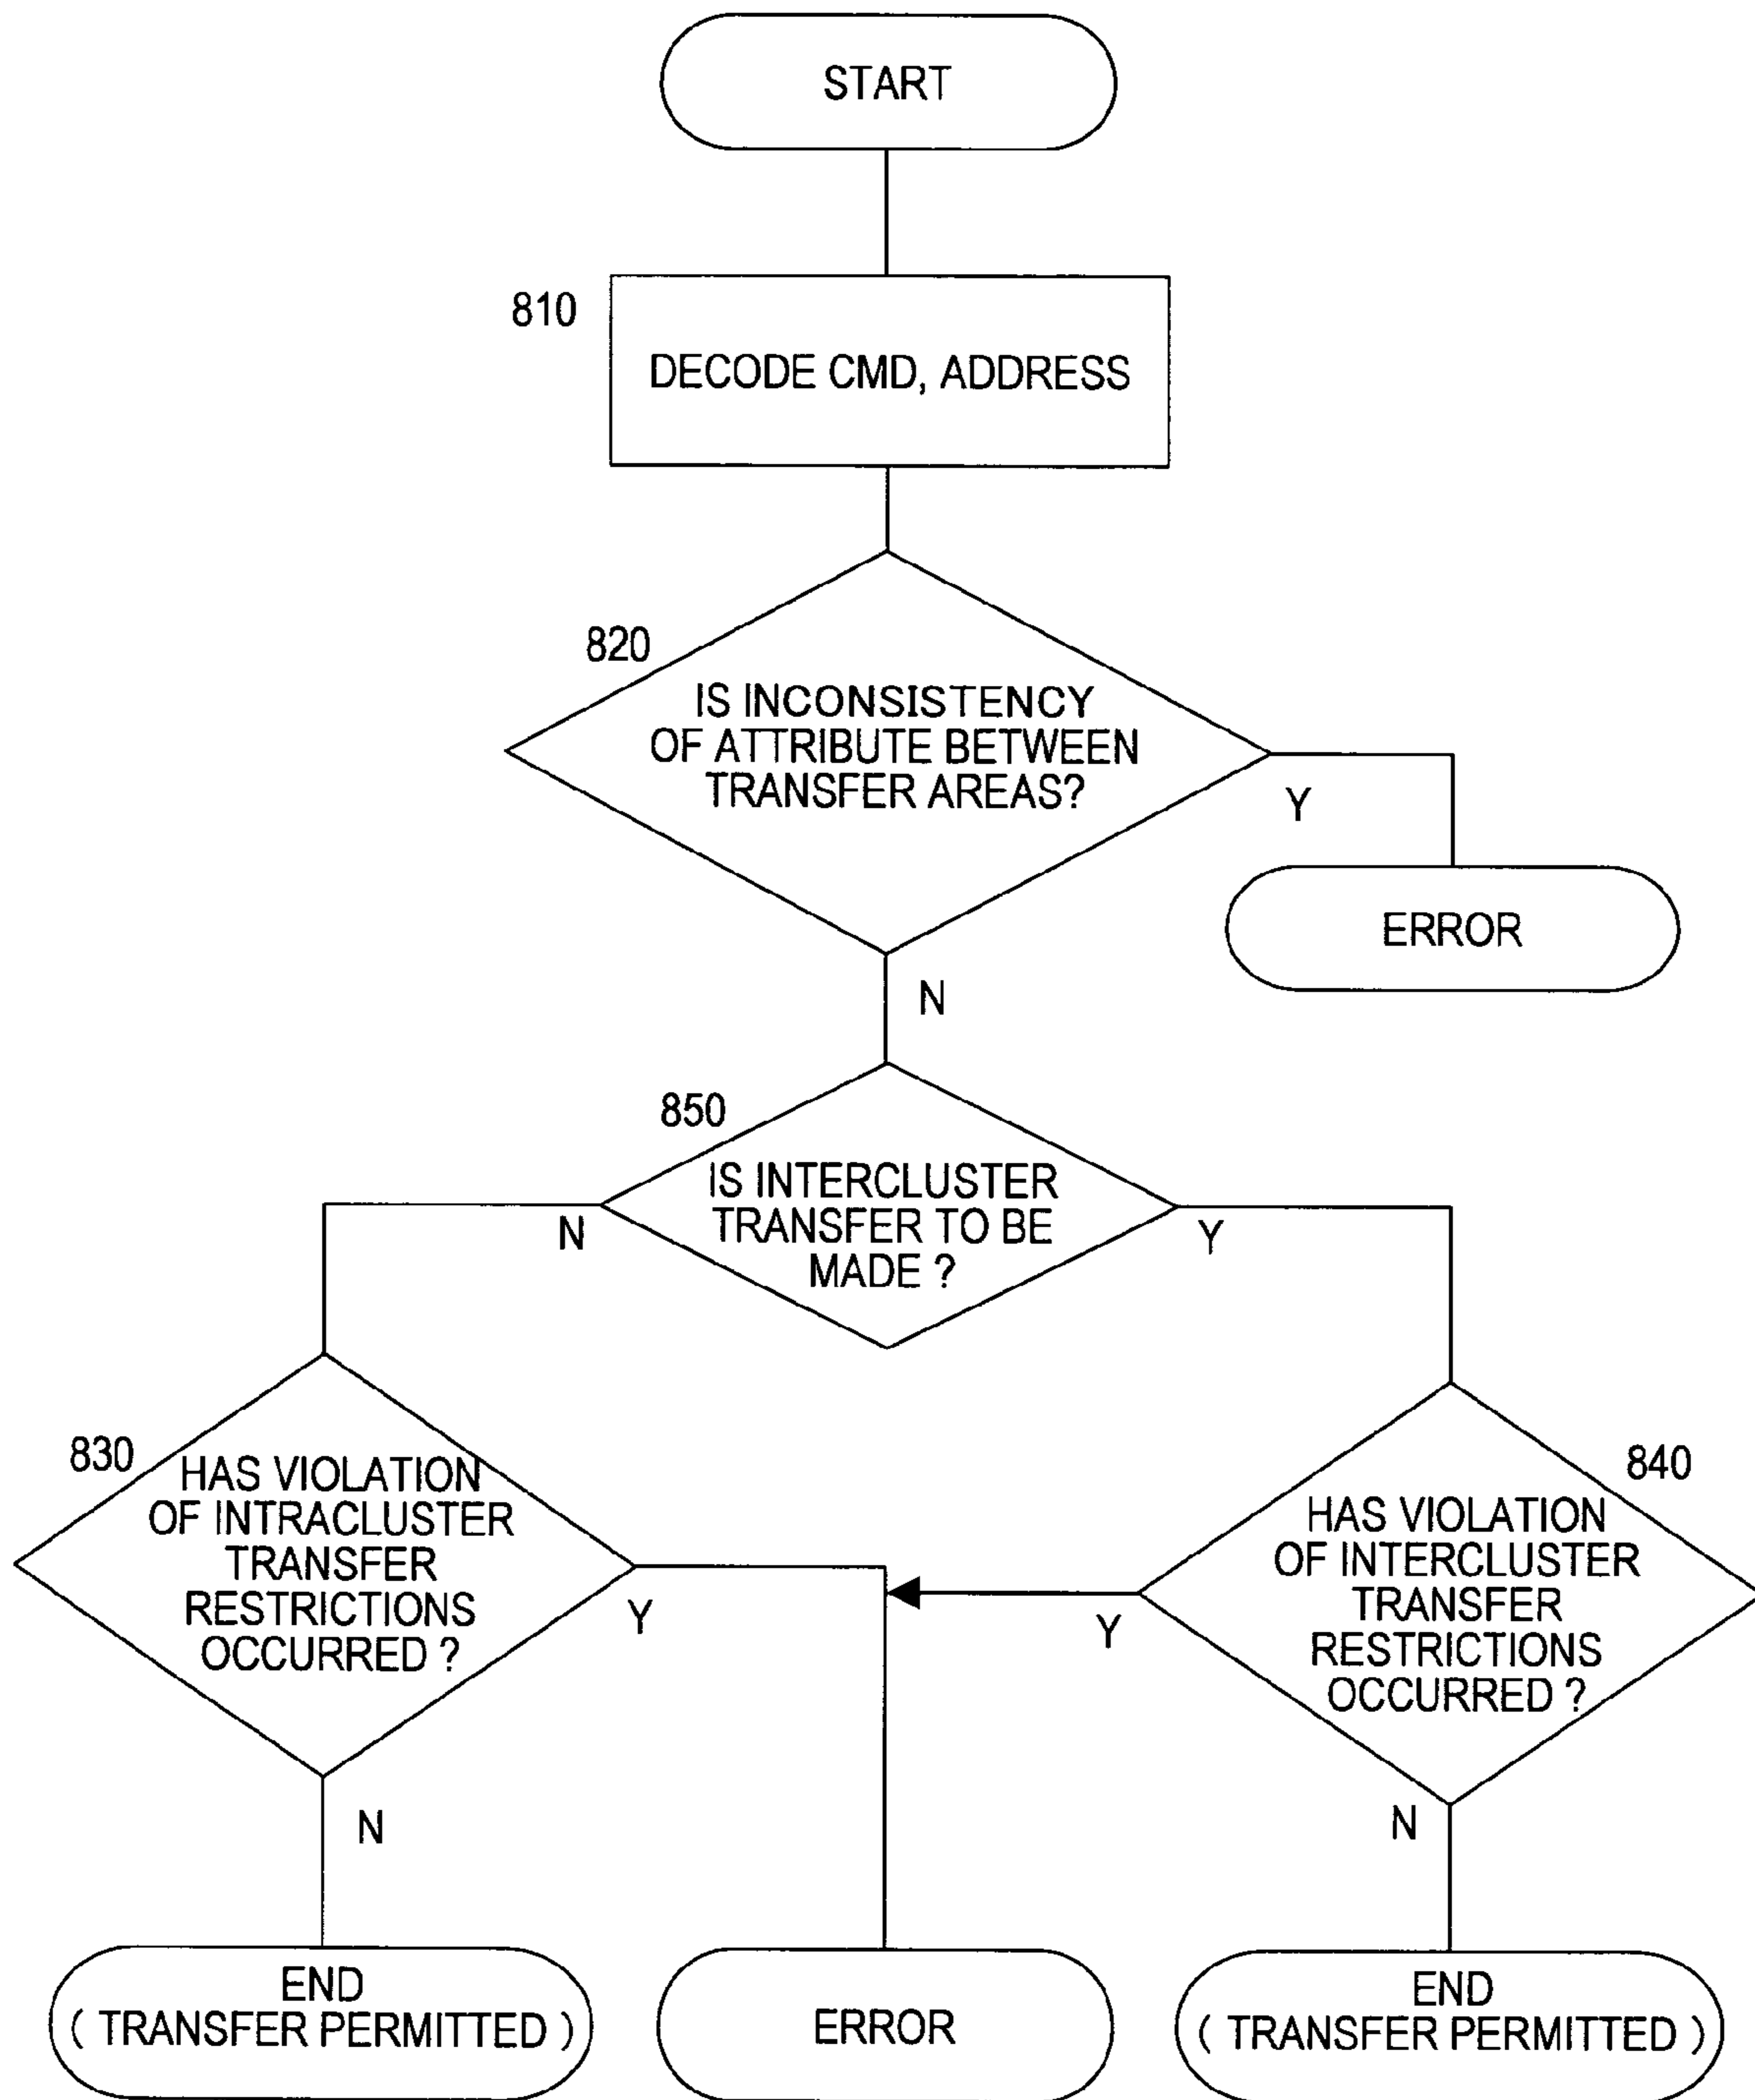 START
810
DECODE CMD, ADDRESS
820
IS INCONSISTENCY
OF ATTRIBUTE BETWEEN
TRANSFER AREAS?
Y
ERROR
N
850
IS INTERCLUSTER
TRANSFER TO BE
MADE ?
N
Y
830
HAS VIOLATION
OF INTRACLUSTER
TRANSFER
RESTRICTIONS
OCCURRED ?
Y
N
840
HAS VIOLATION
OF INTERCLUSTER
TRANSFER
RESTRICTIONS
OCCURRED ?
Y
N
END
( TRANSFER PERMITTED )
ERROR
END
( TRANSFER PERMITTED )